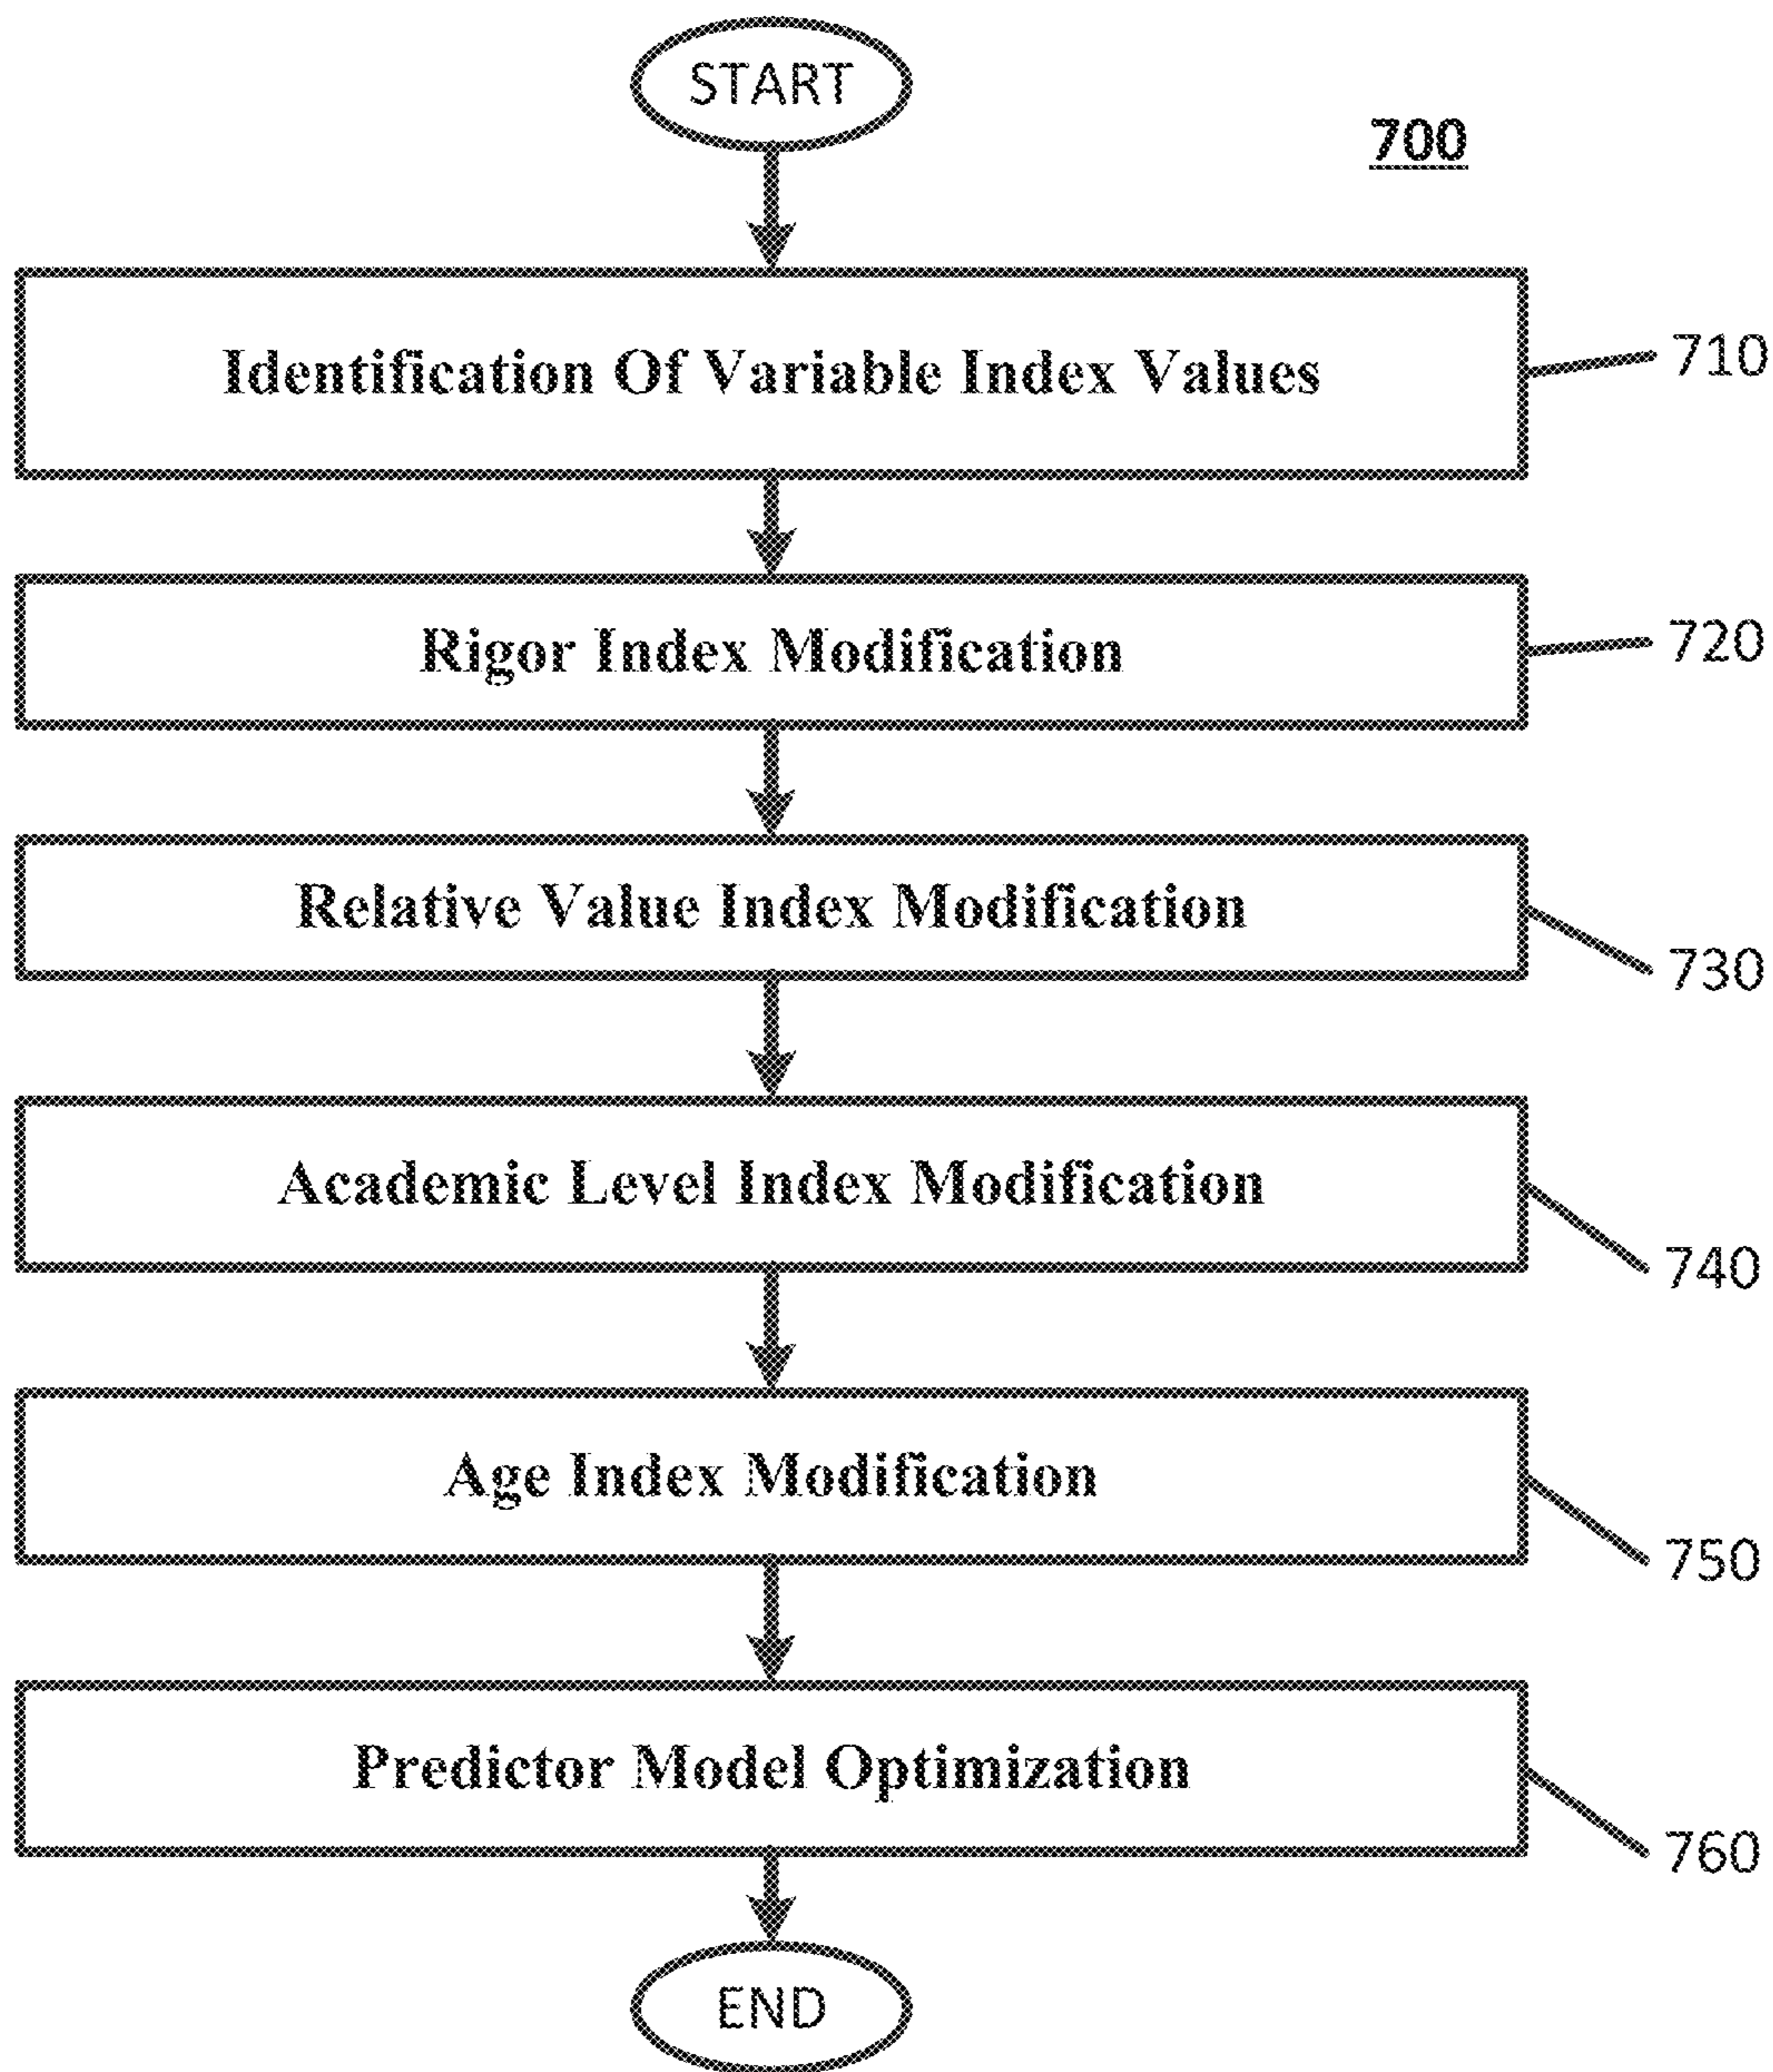 START
700
Identification Of Variable Index Values
710
Rigor Index Modification
720
Relative Value Index Modification
730
Academic Level Index Modification
740
Age Index Modification
750
Predictor Model Optimization
760
END